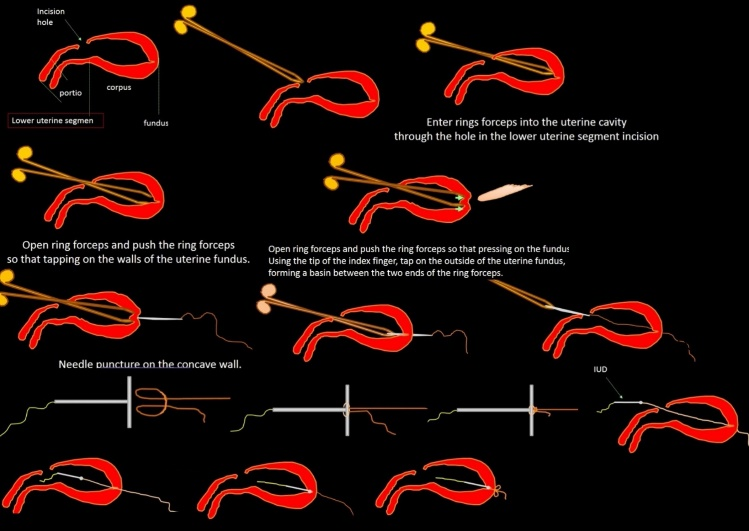 Incision
hole
portio
corpus
Lower uterine segmen
fundus
Enter rings forceps into the uterine cavity
through the hole in the lower uterine segment incision
Open ring forceps and push the ring forceps
so that tapping on the walls of the uterine fundus.
Open ring forceps and push the ring forceps so that pressing on the fundus
Using the tip of the index finger, tap on the outside of the uterine fundus,
forming a basin between the two ends of the ring forceps.
Needle puncture on the concave wall.
IUD